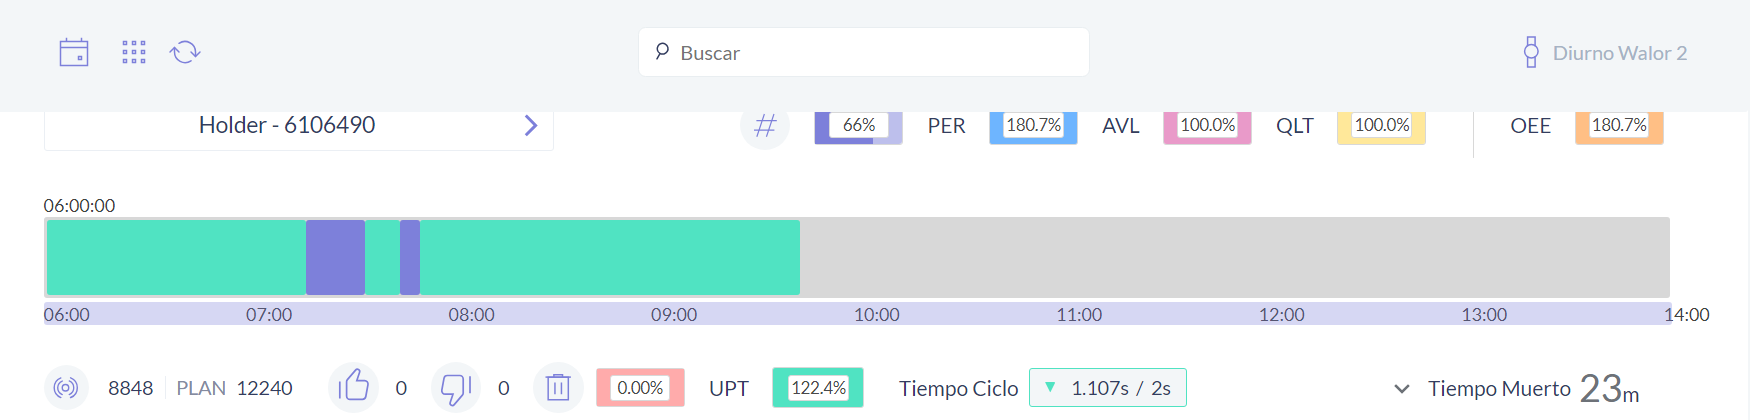 Buscar
Diurno Walor 2
Holder - 6106490
# 66% PER 180.7% AVL 100.0% QLT 100.0% OEE 180.7%
06:00:00
06:00 07:00 08:00 09:00 10:00 11:00 12:00 13:00 14:00
8848 PLAN 12240 0 0 0.00% UPT 122.4% Tiempo Ciclo ▼ 1.107s / 2s Tiempo Muerto 23m